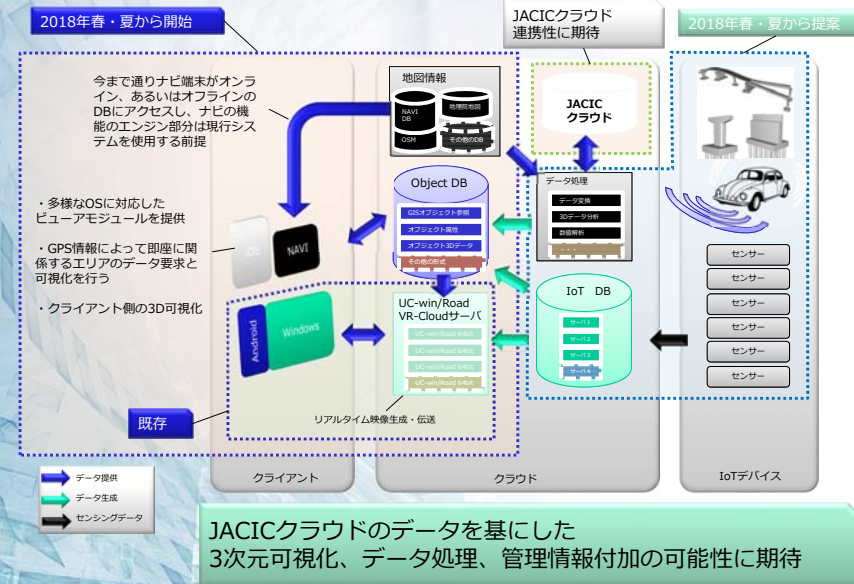 2018年春・夏から開始
JACICクラウド
連携性に期待
2018年春・夏から提案
今まで通りナビ端末がオンラ
イン、あるいはオフラインの
DBにアクセスし、ナビの機
能のエンジン部分は現行シス
テムを使用する前提
・多様なOSに対応した
ビューアモジュールを提供
・GPS情報によって即座に関
係するエリアのデータ要求と
可視化を行う
・クライアント側の3D可視化
地図情報
NAVI
DB
地理院地図
OSM
その他のDB
JACIC
クラウド
Object DB
GISオブジェクト参照
オブジェクト属性
オブジェクト3Dデータ
その他の形式
データ処理
データ変換
3Dデータ分析
数値解析
・・・
iOS
NAVI
Android
Windows
UC-win/Road
VR-Cloudサーバ
UC-win/Road 64bit
UC-win/Road 64bit
UC-win/Road 64bit
UC-win/Road 64bit
IoT DB
サーバ1
サーバ2
サーバ3
サーバ4
センサー
センサー
センサー
センサー
センサー
センサー
既存
リアルタイム映像生成・伝送
クライアント
クラウド
IoTデバイス
データ提供
データ生成
センシングデータ
JACICクラウドのデータを基にした
3次元可視化、データ処理、管理情報付加の可能性に期待